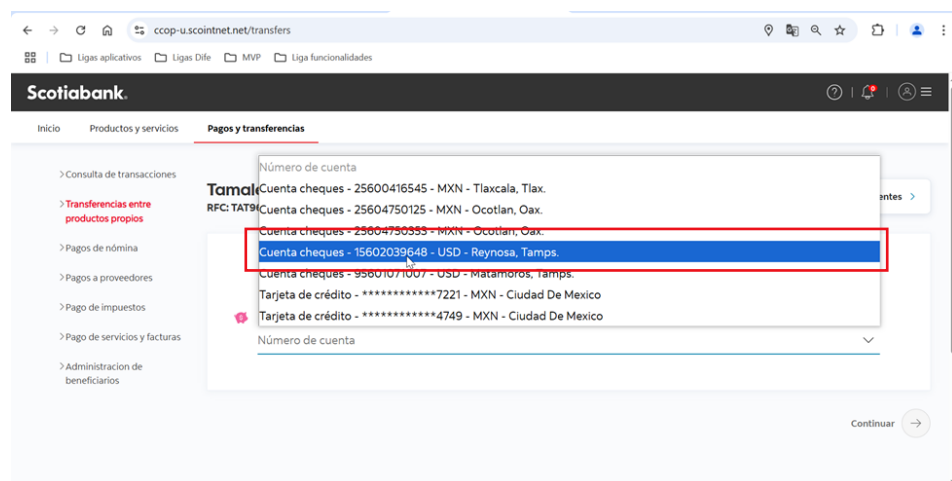 ccop-u.scointnet.net/transfers
Ligas aplicativos Ligas Dife MVP Liga funcionalidades
Scotiabank.
Inicio Productos y servicios Pagos y transferencias
Consulta de transacciones
Transferencias entre
productos propios
Pagos de nómina
Pagos a proveedores
Pago de impuestos
Pago de servicios y facturas
Administracion de
beneficiarios
RFC:
Número de cuenta
Cuenta cheques - 25600416545 - MXN - Tlaxcala, Tlax.
Cuenta cheques - 25604750125 - MXN - Ocotlan, Oax.
Cuenta cheques - 25604750353 - MXN - Ocotlan, Oax.
Cuenta cheques - 15602039648 - USD - Reynosa, Tamps.
Cuenta cheques - 95601071007 - USD - Matamoros, Tamps.
Tarjeta de crédito - ************7221 - MXN - Ciudad De Mexico
Tarjeta de crédito - ************4749 - MXN - Ciudad De Mexico
Número de cuenta
Continuar